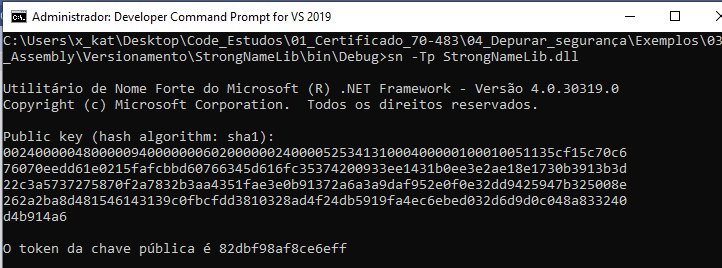 Administrador: Developer Command Prompt for VS 2019
C:\Users\x_kat\Desktop\Code_Estudos\01_Certificado_70-483\04_Depurar_segurança\Exemplos\03
_Assembly\Versionamento\StrongNameLib\bin\Debug>sn -Tp StrongNameLib.dll
Utilitário de Nome Forte do Microsoft (R) .NET Framework - Versão 4.0.30319.0
Copyright (c) Microsoft Corporation.  Todos os direitos reservados.
Public key (hash algorithm: sha1):
002400000480000094000000060200000024000052534131000400000100010051135cf15c70c6
76070eedd61e0215fafcbbd60766345d616fc35374200933ee1431b0ee3e2ae18e1730b3913b3d
22c3a5737275870f2a7832b3aa4351fae3e0b91372a6a3a9daf952e0f0e32dd9425947b325008e
262a2ba8d481546143139c0fbcfdd3810328ad4f24db5919fa4ec6ebed032d6d9d0c048a833240
d4b914a6
O token da chave pública é 82dbf98af8ce6eff